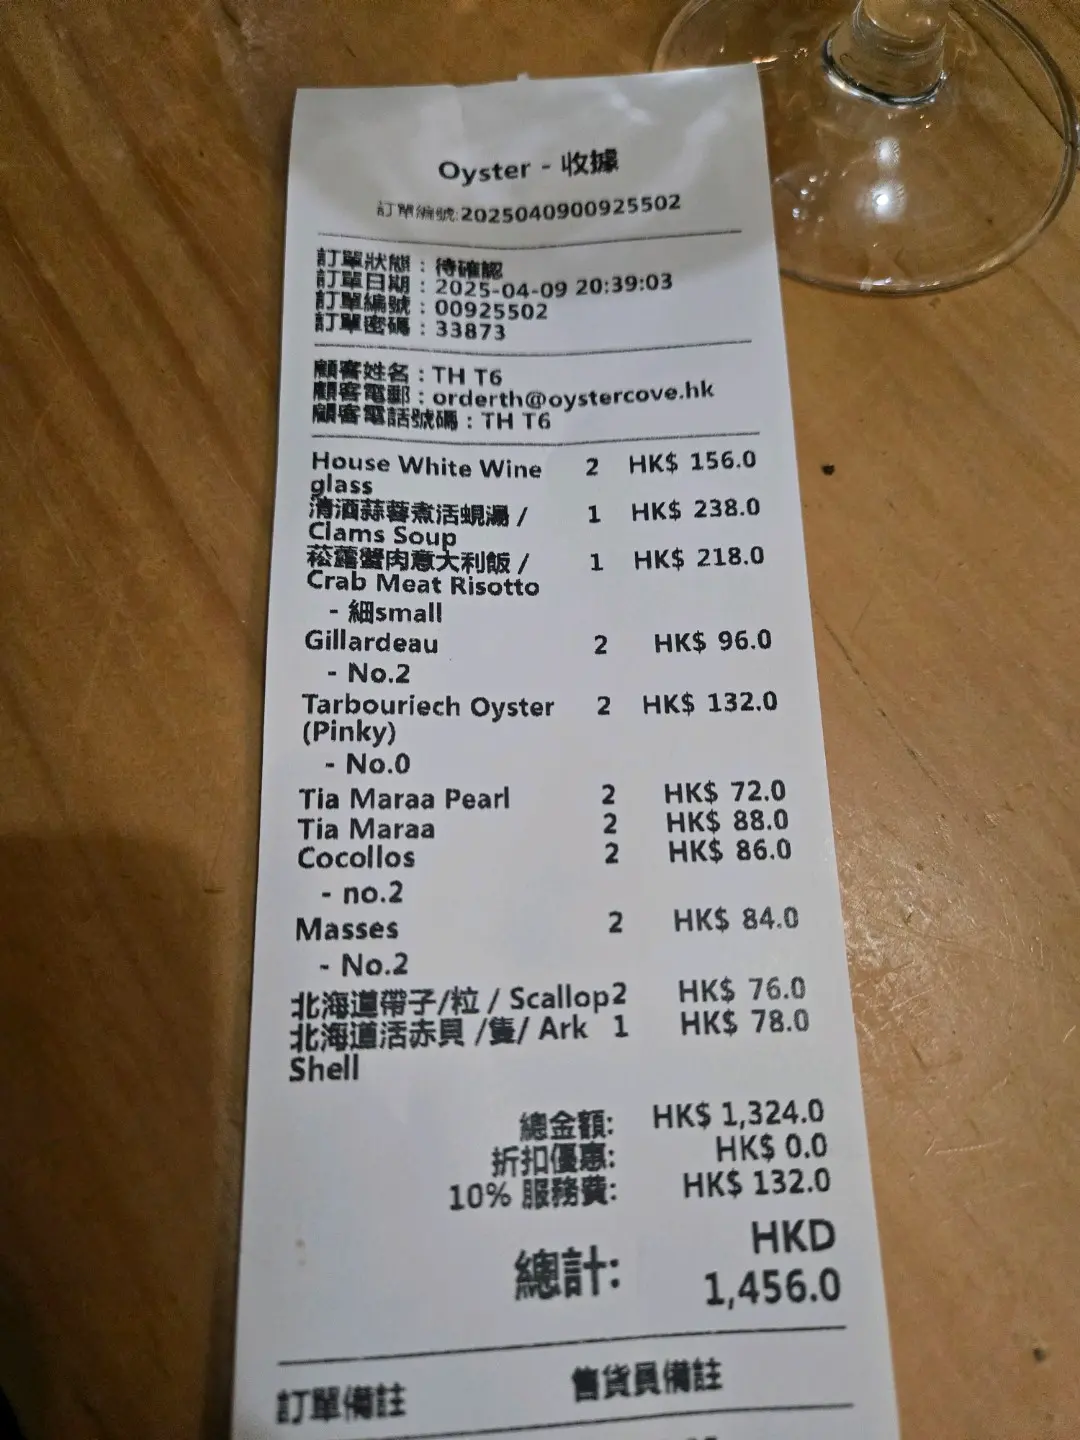 Oyster - 收據
訂單編號:2025040900925502
訂單狀態 : 待確認
訂單日期 : 2025-04-09 20:39:03
訂單編號 : 00925502
訂單密碼 : 33873
顧客姓名 : TH T6
顧客電郵 : orderth@oystercove.hk
顧客電話號碼 : TH T6
House White Wine 2 HK$ 156.0
glass
清酒蒜蓉煮活蜆湯 / 1 HK$ 238.0
Clams Soup
菘露蟹肉意大利飯 / 1 HK$ 218.0
Crab Meat Risotto
- 細small
Gillardeau 2 HK$ 96.0
- No.2
Tarbouriech Oyster 2 HK$ 132.0
(Pinky)
- No.0
Tia Maraa Pearl 2 HK$ 72.0
Tia Maraa 2 HK$ 88.0
Cocollos 2 HK$ 86.0
- no.2
Masses 2 HK$ 84.0
- No.2
北海道帶子/粒 / Scallop2 HK$ 76.0
北海道活赤貝 /隻/ Ark 1 HK$ 78.0
Shell
總金額: HK$ 1,324.0
折扣優惠: HK$ 0.0
10% 服務費: HK$ 132.0
總計: HKD
1,456.0
訂單備註 售貨員備註